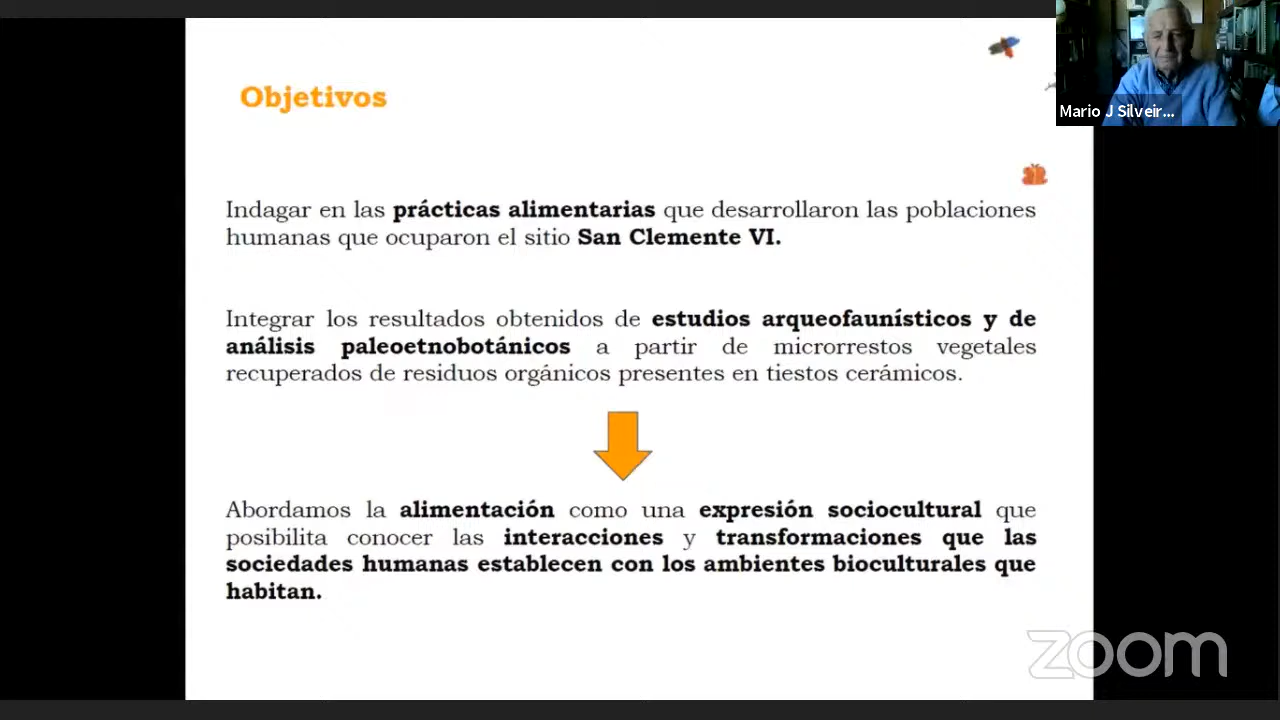 Mario J Silveir...
Objetivos
Indagar en las prácticas alimentarias que desarrollaron las poblaciones
humanas que ocuparon el sitio San Clemente VI.
Integrar los resultados obtenidos de estudios arqueofaunísticos y de
análisis paleoetnobotánicos a partir de microrrestos vegetales
recuperados de residuos orgánicos presentes en tiestos cerámicos.
Abordamos la alimentación como una expresión sociocultural que
posibilita conocer las interacciones y transformaciones que las
sociedades humanas establecen con los ambientes bioculturales que
habitan.
zoom